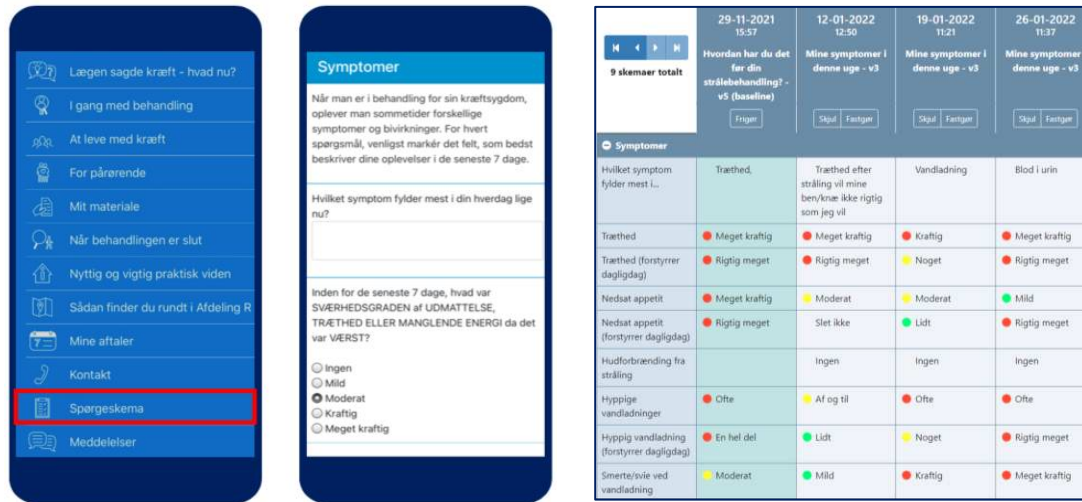 Lægen sagde kræft - hvad nu?
I gang med behandling
At leve med kræft
For pårørende
Mit materiale
Når behandlingen er slut
Nyttig og vigtig praktisk viden
Sådan finder du rundt i Afdeling R
7
Mine aftaler
Kontakt
Spørgeskema
Meddelelser
Symptomer
Når man er i behandling for sin kræftsygdom,
oplever man sommetider forskellige
symptomer og bivirkninger. For hvert
spørgsmål, venligst markér det felt, som bedst
beskriver dine oplevelser i de seneste 7 dage.
Hvilket symptom fylder mest i din hverdag lige
nu?
Inden for de seneste 7 dage, hvad var
SVÆRHEDSGRADEN af UDMATTELSE,
TRÆTHED ELLER MANGLENDE ENERGI da det
var VÆRST?
Ingen
Mild
Moderat
Kraftig
Meget kraftig
29-11-2021 12-01-2022 19-01-2022 26-01-2022
15:57 12:50 11:21 11:37
9 skemaer totalt
Hvordan har du det Mine symptomer i Mine symptomer i Mine symptomer
før din denne uge - v3 denne uge - v3 denne uge - v3
strålebehandling? -
v5 (baseline)
Frigør Skjul Fastgør Skjul Fastgør Skjul Fastgør
Symptomer
Hvilket symptom Træthed, Træthed efter Vandladning Blod i urin
fylder mest i... stråling vil mine
ben/knæ ikke rigtig
som jeg vil
Træthed Meget kraftig Meget kraftig Kraftig Meget kraftig
Træthed (forstyrrer Rigtig meget Rigtig meget Noget Rigtig meget
dagligdag)
Nedsat appetit Meget kraftig Moderat Moderat Mild
Nedsat appetit Rigtig meget Slet ikke Lidt Rigtig meget
(forstyrrer dagligdag)
Hudforbrænding fra Ingen Ingen Ingen
stråling
Hyppige Ofte Af og til Ofte Ofte
vandladninger
Hyppig vandladning En hel del Lidt Noget Rigtig meget
(forstyrrer dagligdag)
Smerte/svie ved Moderat Mild Kraftig Meget kraftig
vandladning